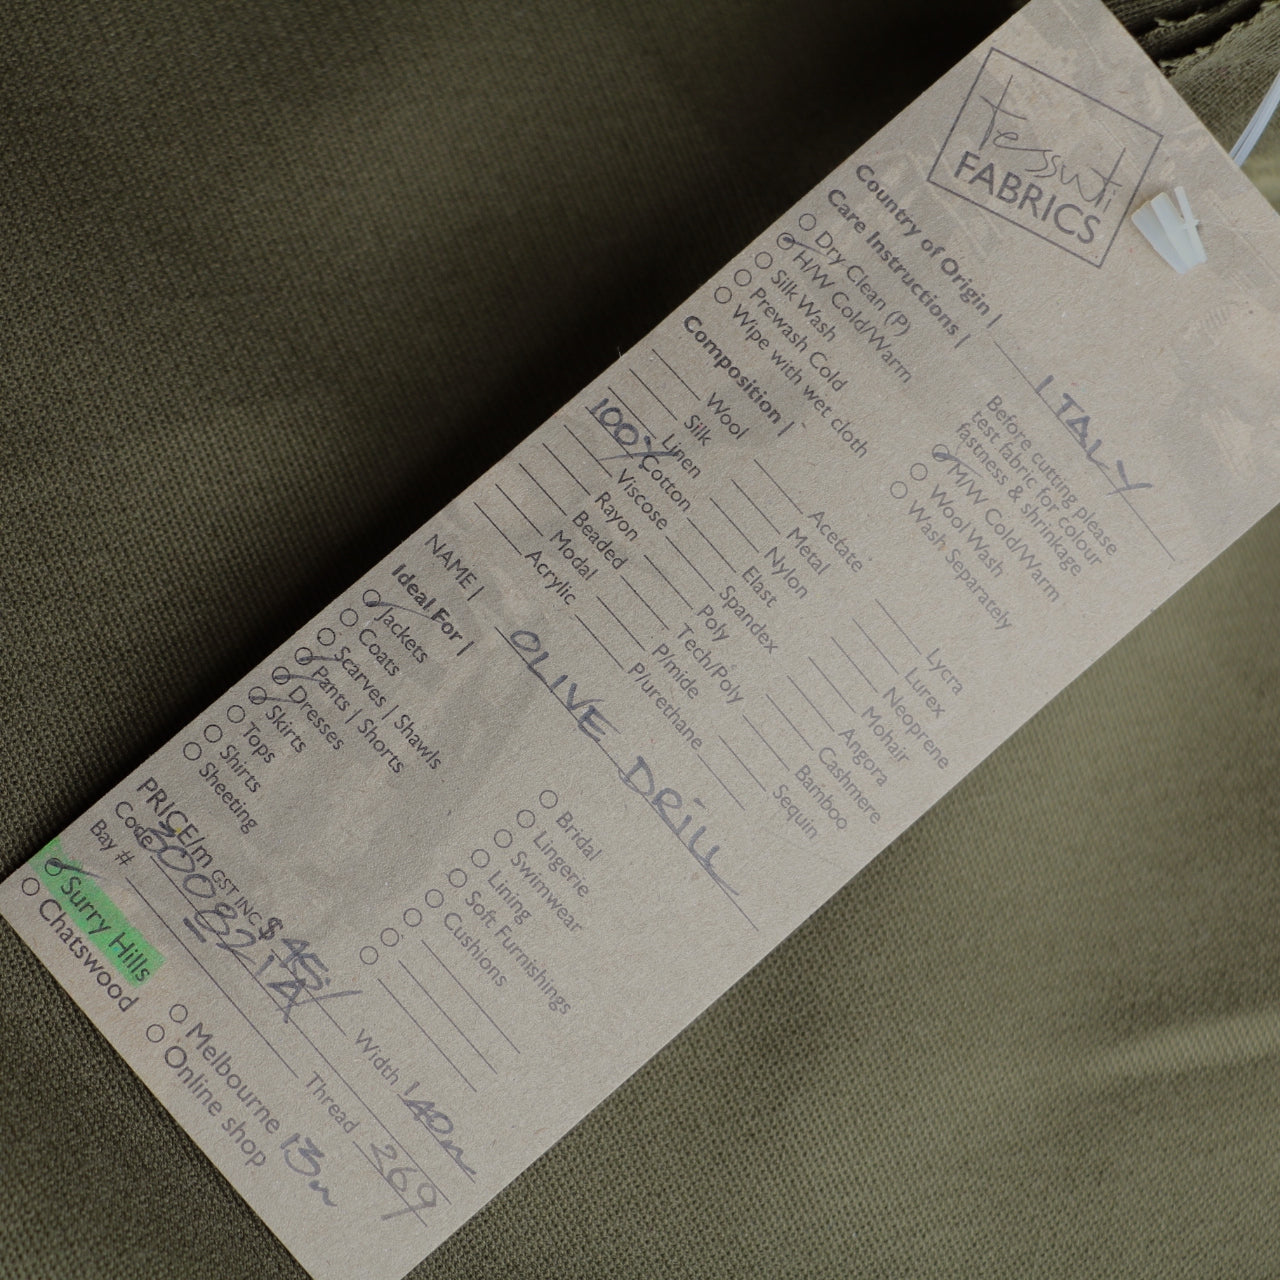 tessuti
FABRICS
Country of Origin | ITALY
Care Instructions |
Before cutting please
test fabric for colour
fastness & shrinkage
Dry Clean (P)
H/W Cold/Warm
Silk Wash
Prewash Cold
Wipe with wet cloth
M/W Cold/Warm
Wool Wash
Wash Separately
Composition |
Wool
Silk
Linen
100% Cotton
Viscose
Rayon
Beaded
Modal
Acrylic
Acetate
Metal
Nylon
Elast
Spandex
Poly
Tech/Poly
P/mide
P/urethane
Lycra
Lurex
Neoprene
Mohair
Angora
Cashmere
Bamboo
Sequin
NAME | OLIVE DRILL
Ideal For |
Jackets
Coats
Scarves | Shawls
Pants | Shorts
Dresses
Skirts
Tops
Shirts
Sheeting
Bridal
Lingerie
Swimwear
Lining
Soft Furnishings
Cushions
PRICE/m GST INC $45/ Width 140m
Code Thread 269
Bay #
Surry Hills
Chatswood
Melbourne
Online shop
13m